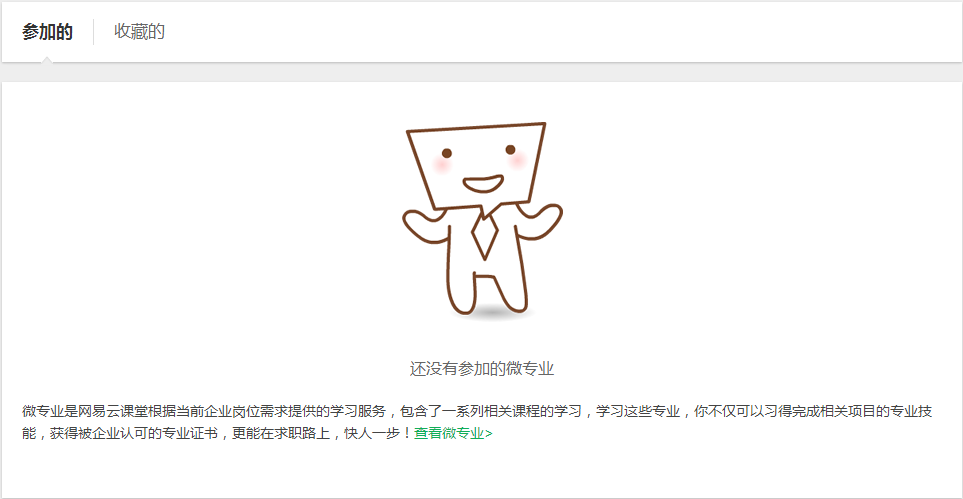 参加的
收藏的
还没有参加的微专业
微专业是网易云课堂根据当前企业岗位需求提供的学习服务，包含了一系列相关课程的学习，学习这些专业，你不仅可以习得完成相关项目的专业技
能，获得被企业认可的专业证书，更能在求职路上，快人一步！查看微专业>